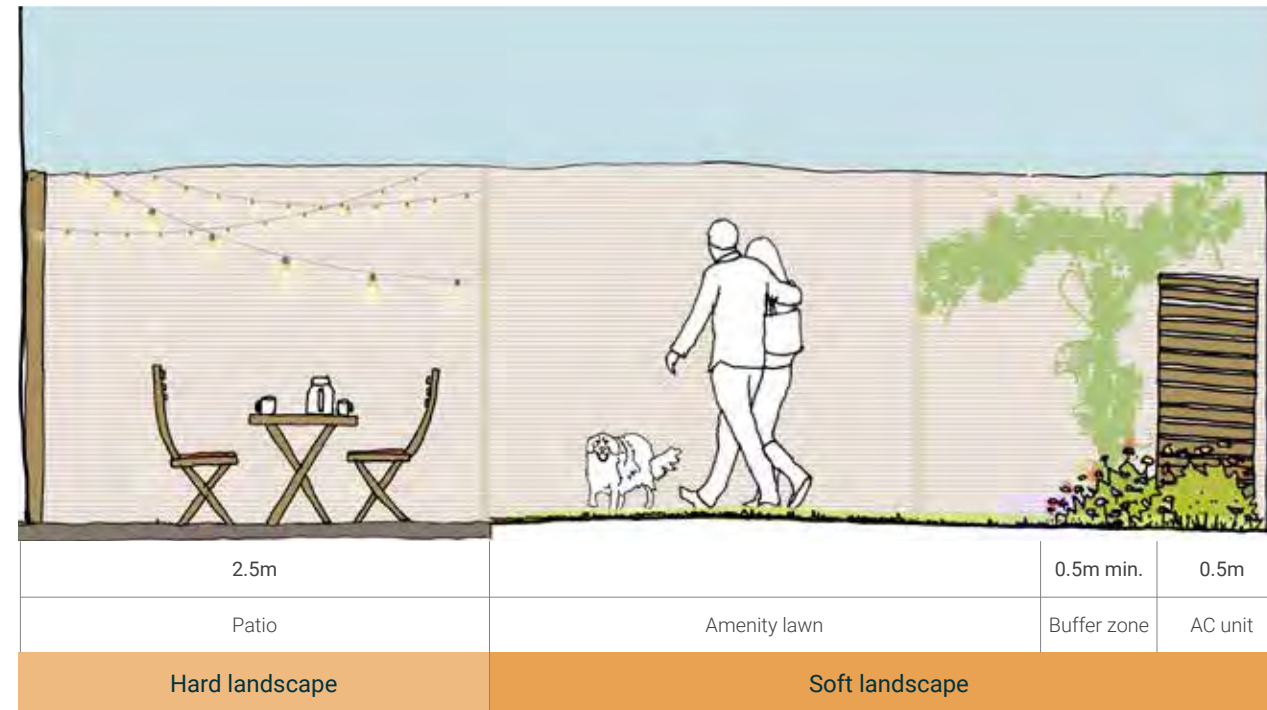 2.5m
0.5m min.
0.5m
Patio
Amenity lawn
Buffer zone
AC unit
Hard landscape
Soft landscape